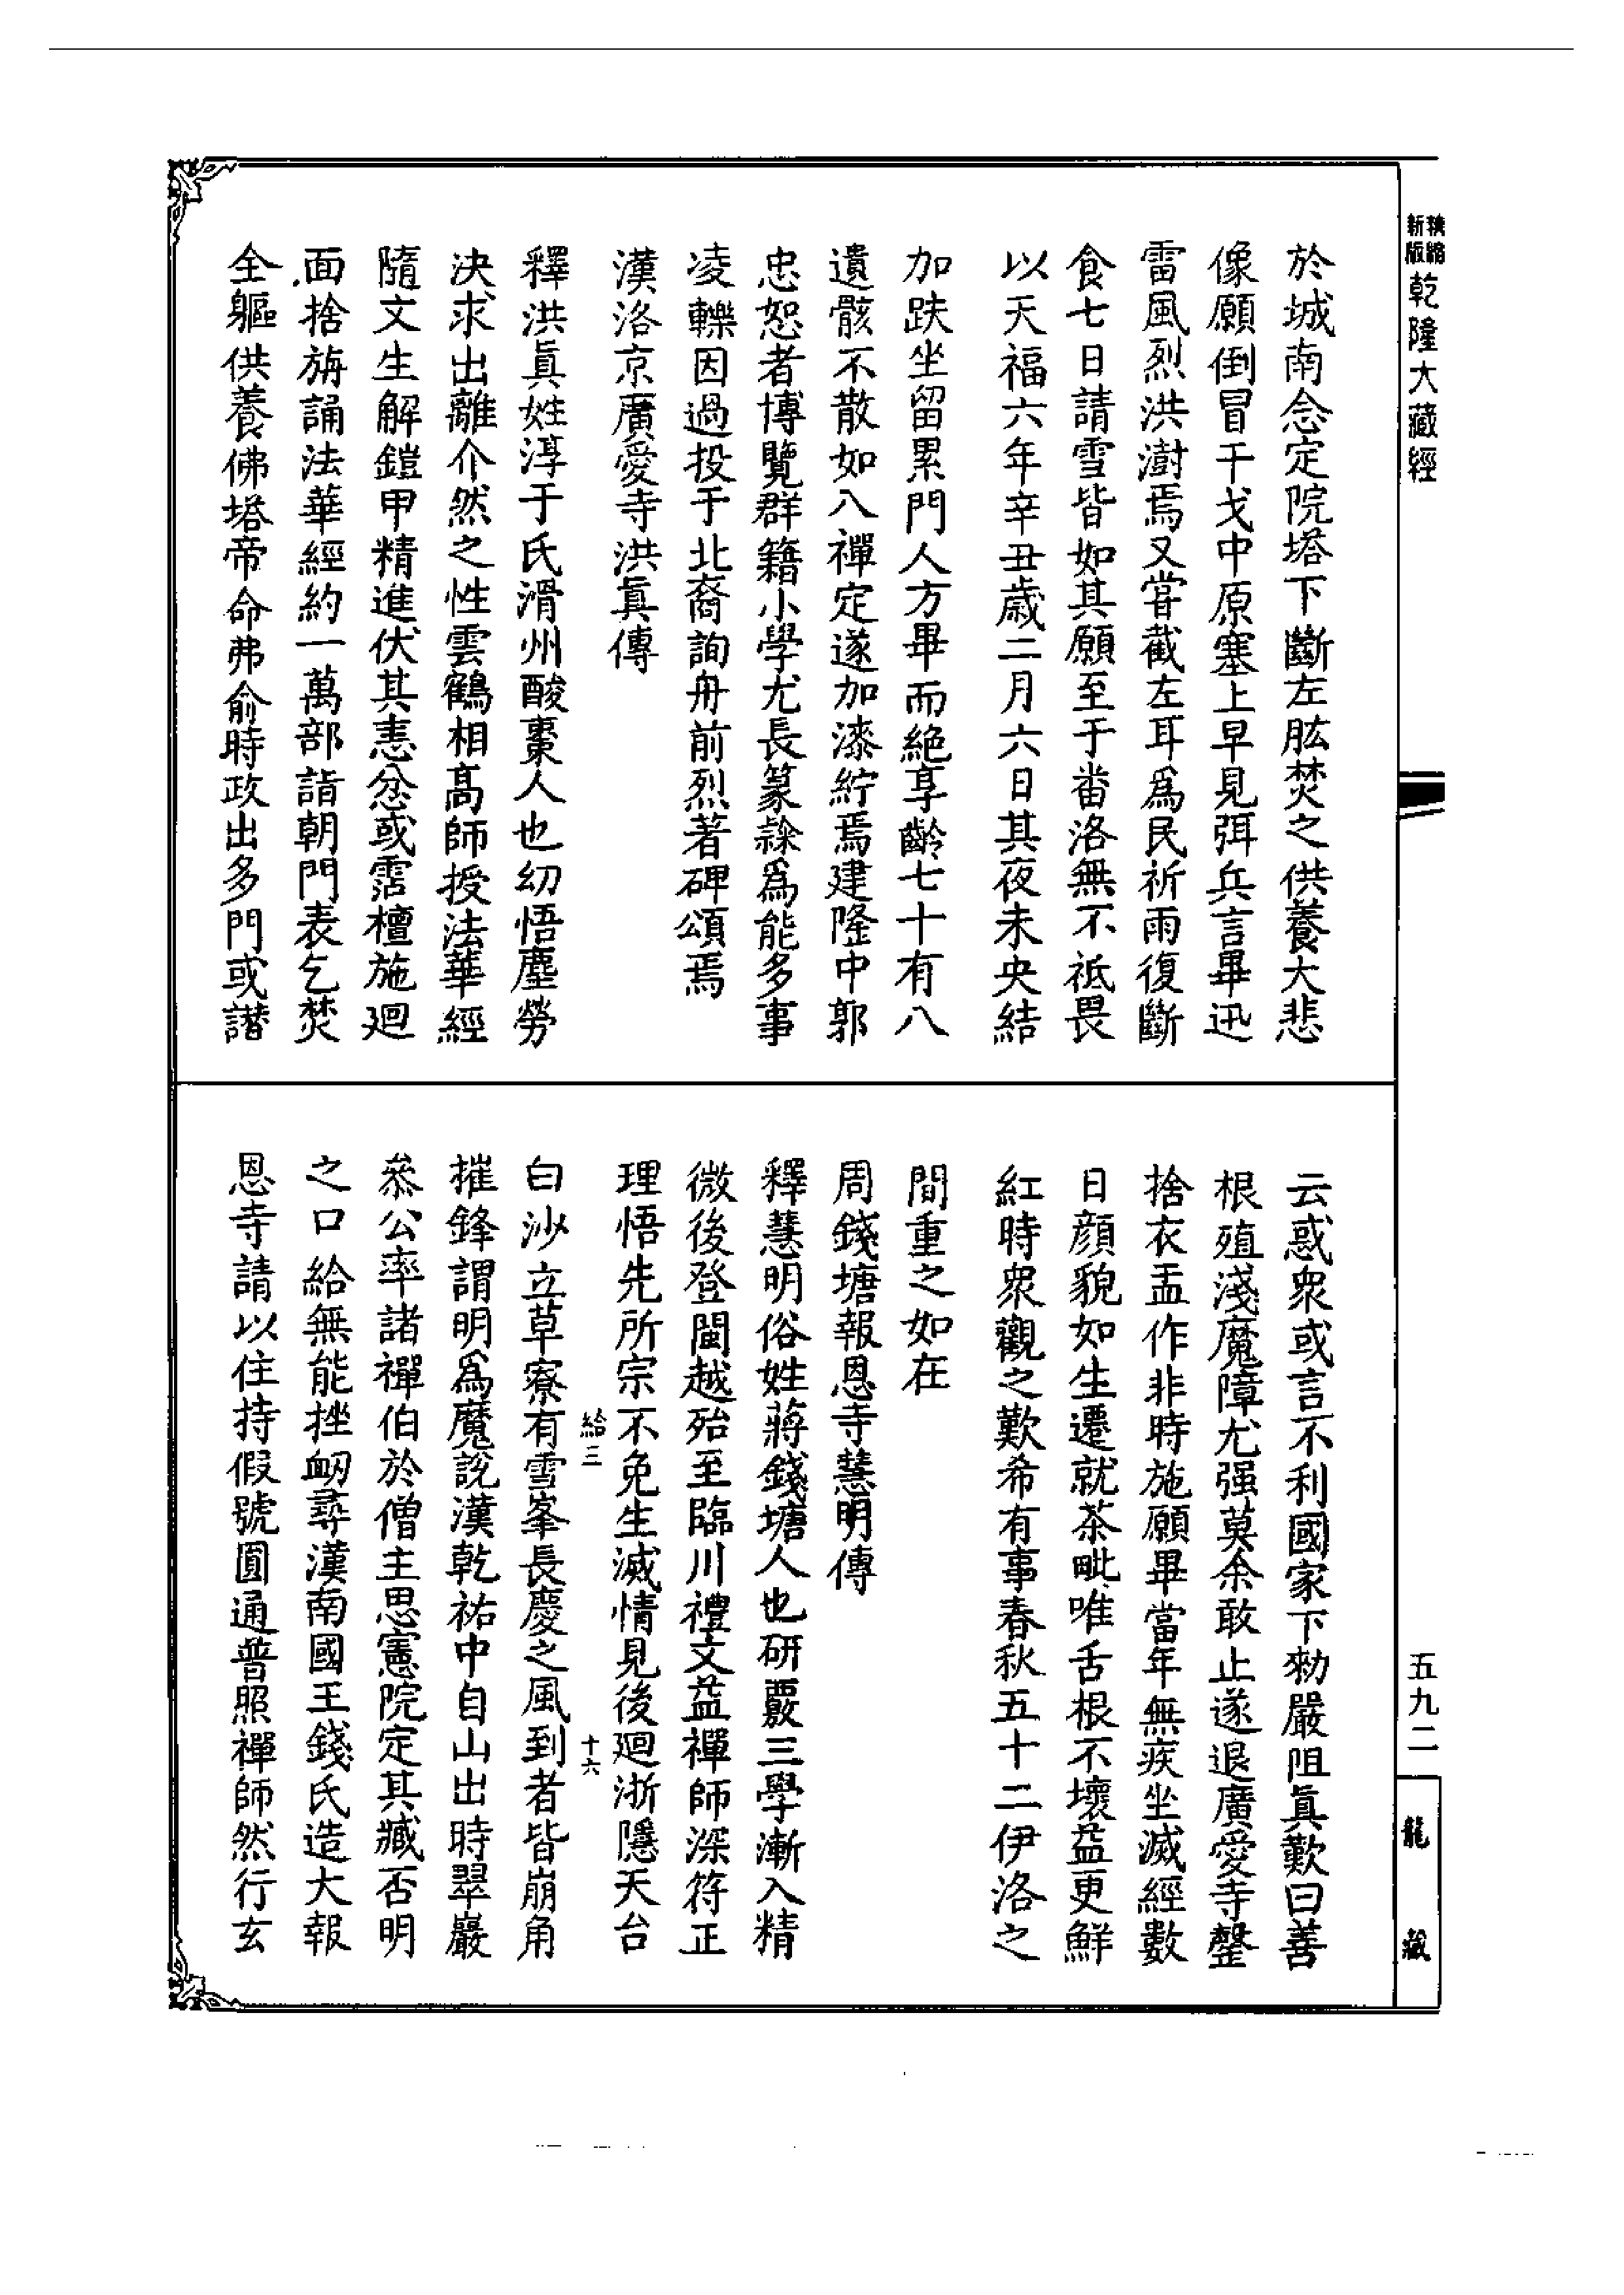 新版精縮乾隆大藏經
於城南念定院塔下斷左肱焚之供養大悲
像願倒冒干戈中原塞上早見弭兵言畢迅
雷風烈洪澍焉又甞截左耳爲民祈雨復斷
食七日請雪皆如其願至于畨洛無不祗畏
以天福六年辛丑歲二月六日其夜未央結
加趺坐留累門人方畢而絶享齡七十有八
遺骸不散如入禪定遂加漆紵焉建隆中郭
忠恕者博覽群籍小學尤長篆隷爲能多事
凌轢因過投于北裔詢舟前烈著碑頌焉
漢洛京廣愛寺洪眞傳
釋洪眞姓淳于氏滑州酸棗人也幼悟塵勞
决求出離介然之性雲鶴相髙師授法華經
隨文生解鎧甲精進伏其恚忿或霑檀施廻
面捨旃誦法華經約一萬部詣朝門表乞焚
全軀供養佛塔帝命弗俞時政出多門或譖
云惑衆或言不利國家下勑嚴阻眞歎曰善
根殖淺魔障尤强莫余敢止遂退廣愛寺罄
捨衣盂作非時施願畢當年無疾坐滅經數
日顔貌如生遷就茶毗唯舌根不壞益更鮮
紅時衆觀之歎希有事春秋五十二伊洛之
間重之如在
周錢塘報恩寺慧明傳
釋慧明俗姓蔣錢塘人也研覈三學漸入精
微後登閩越殆至臨川禮文益禪師深符正
理悟先所宗不免生滅情見後廻浙隱天台
給三 十六
白沙立草寮有雪峯長慶之風到者皆崩角
摧鋒謂明爲魔說漢乾祐中自山出時翠巖
叅公率諸禪伯於僧主思憲院定其臧否明
之口給無能挫衂尋漢南國王錢氏造大報
恩寺請以住持假號圓通普照禪師然行玄
五九二
龍藏